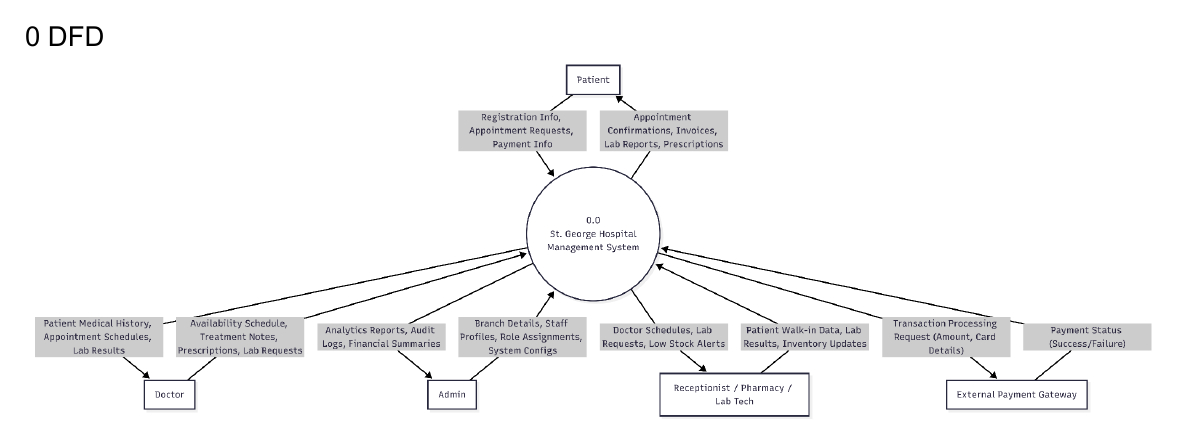 0 DFD
Patient
Registration Info,
Appointment Requests,
Payment Info
Appointment
Confirmations, Invoices,
Lab Reports, Prescriptions
0.0
St. George Hospital
Management System
Patient Medical History,
Appointment Schedules,
Lab Results
Availability Schedule,
Treatment Notes,
Prescriptions, Lab Requests
Analytics Reports, Audit
Logs, Financial Summaries
Branch Details, Staff
Profiles, Role Assignments,
System Configs
Doctor Schedules, Lab
Requests, Low Stock Alerts
Patient Walk-in Data, Lab
Results, Inventory Updates
Transaction Processing
Request (Amount, Card
Details)
Payment Status
(Success/Failure)
Doctor
Admin
Receptionist / Pharmacy /
Lab Tech
External Payment Gateway